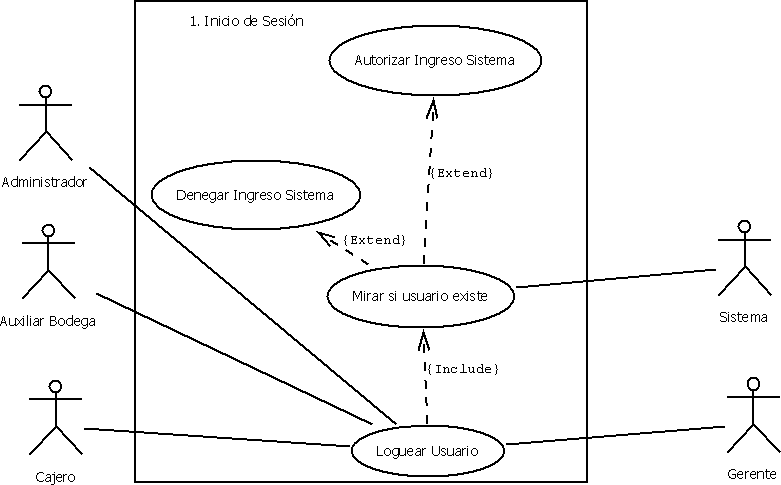 1. Inicio de Sesión
Autorizar Ingreso Sistema
{Extend}
Administrador
Denegar Ingreso Sistema
{Extend}
Mirar si usuario existe
Sistema
Auxiliar Bodega
{Include}
Loguear Usuario
Cajero
Gerente